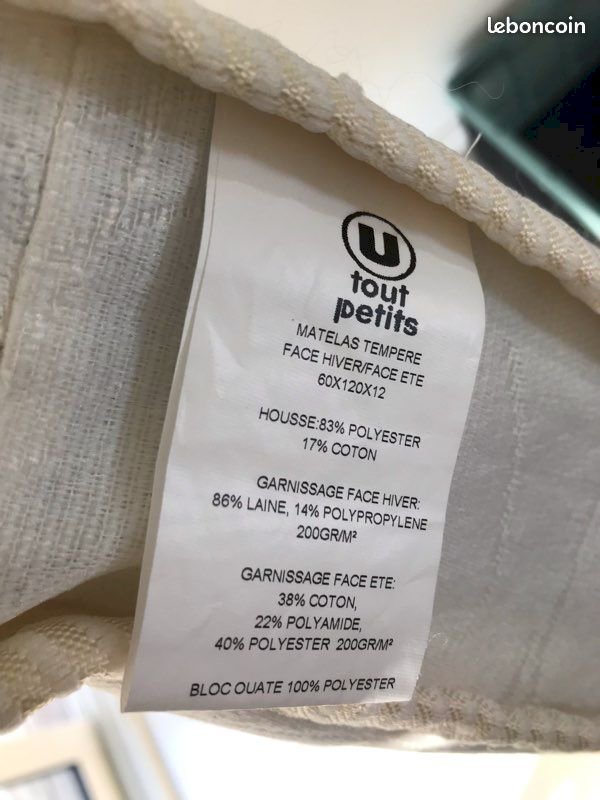 leboncoin
U
tout
petits
MATELAS TEMPERE
FACE HIVER/FACE ETE
60X120X12
HOUSSE:83% POLYESTER
17% COTON
GARNISSAGE FACE HIVER:
86% LAINE, 14% POLYPROPYLENE
200GR/M²
GARNISSAGE FACE ETE:
38% COTON,
22% POLYAMIDE,
40% POLYESTER 200GR/M²
BLOC OUATE 100% POLYESTER